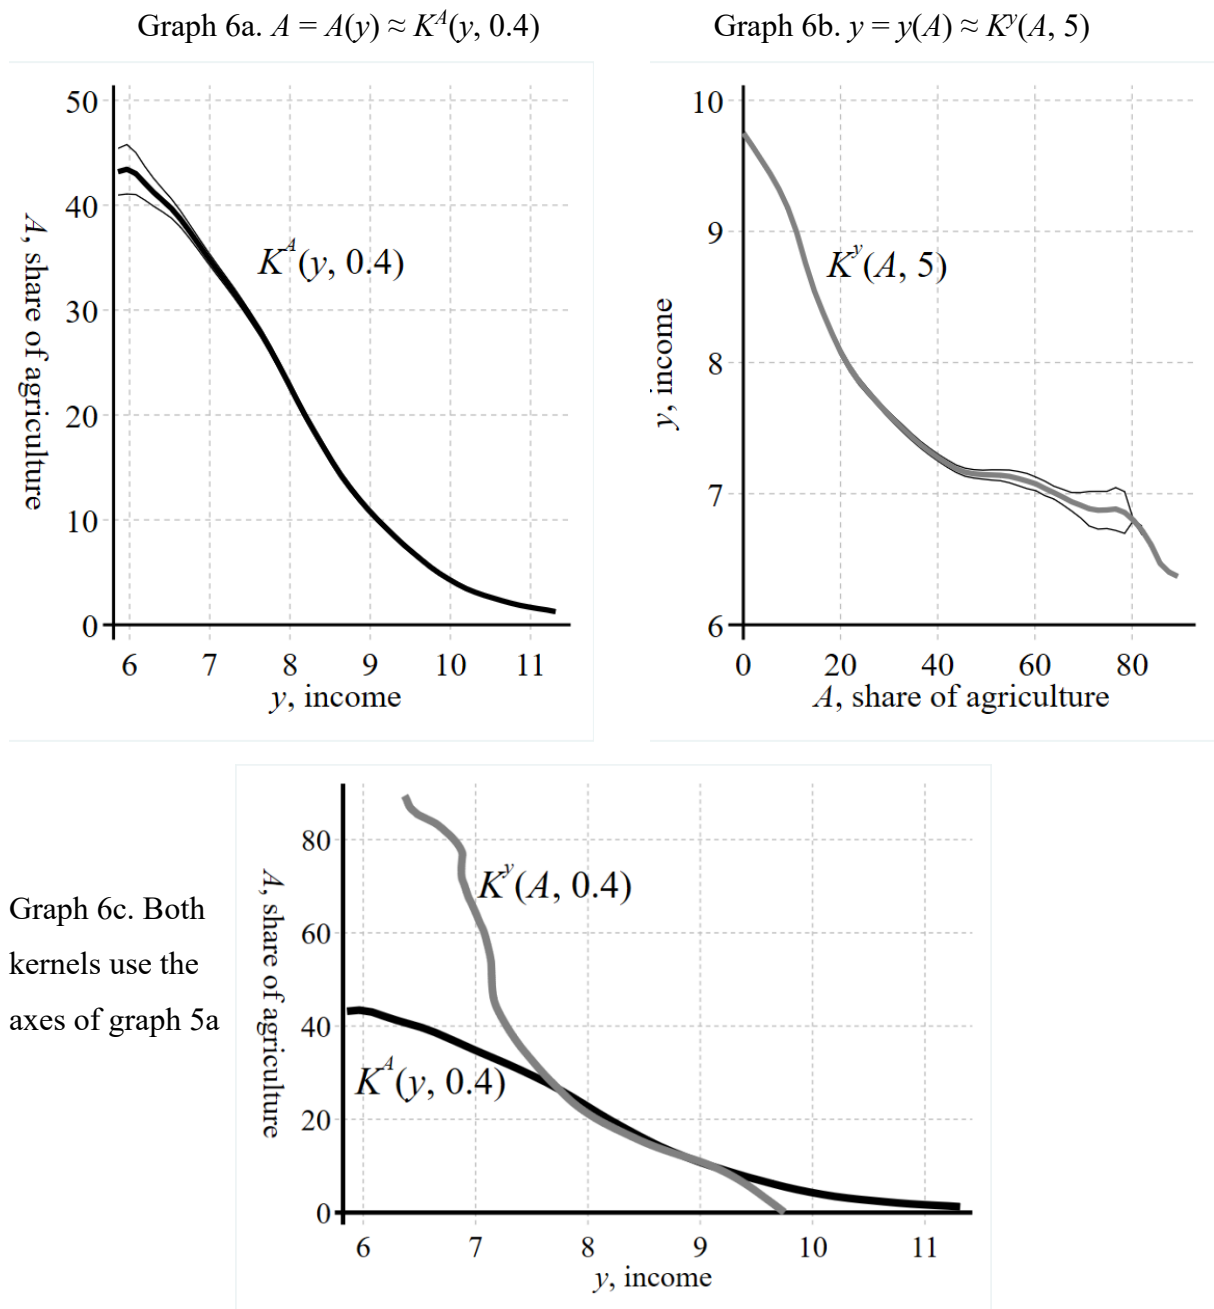 Graph 6a. A = A(y) ≈ K^A(y, 0.4)
Graph 6b. y = y(A) ≈ K^y(A, 5)
50
40
30
20
10
0
A, share of agriculture
K^A(y, 0.4)
6 7 8 9 10 11
y, income
10
9
8
7
6
y, income
K^y(A, 5)
0 20 40 60 80
A, share of agriculture
Graph 6c. Both
kernels use the
axes of graph 5a
80
60
40
20
0
A, share of agriculture
K^y(A, 0.4)
K^A(y, 0.4)
6 7 8 9 10 11
y, income